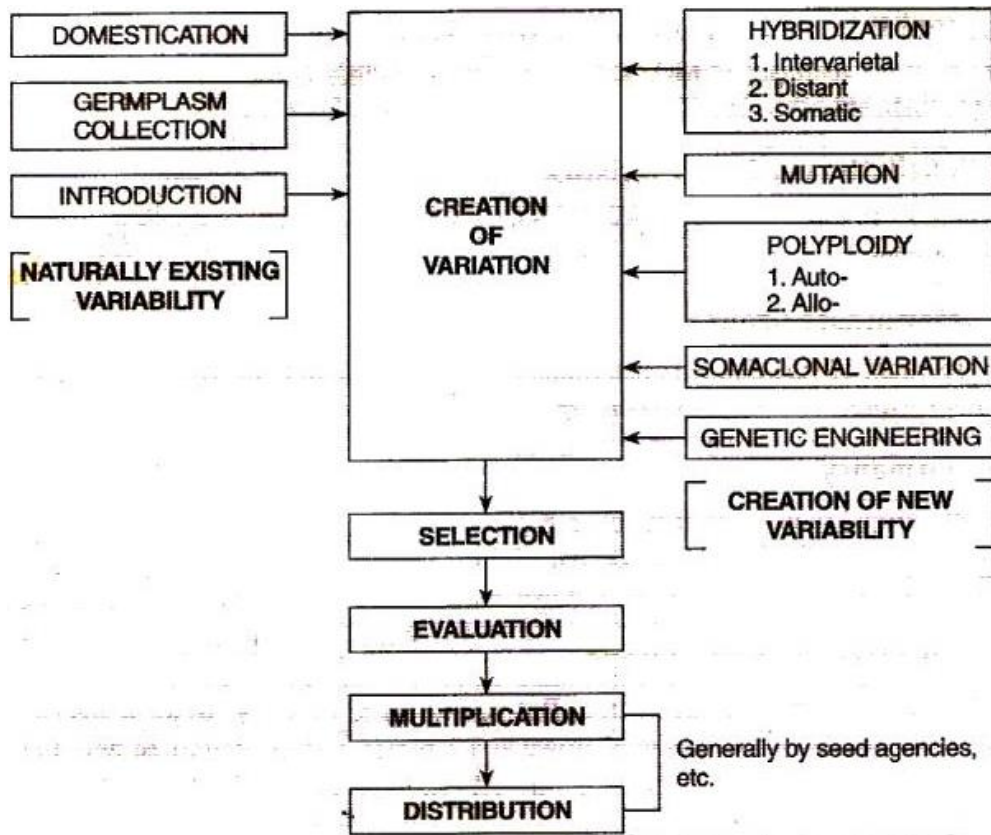 DOMESTICATION
GERMPLASM
COLLECTION
INTRODUCTION
NATURALLY EXISTING
VARIABILITY
CREATION
OF
VARIATION
HYBRIDIZATION
1. Intervarietal
2. Distant
3. Somatic
MUTATION
POLYPLOIDY
1. Auto-
2. Allo-
SOMACLONAL VARIATION
GENETIC ENGINEERING
CREATION OF NEW
VARIABILITY
SELECTION
EVALUATION
MULTIPLICATION
DISTRIBUTION
Generally by seed agencies,
etc.